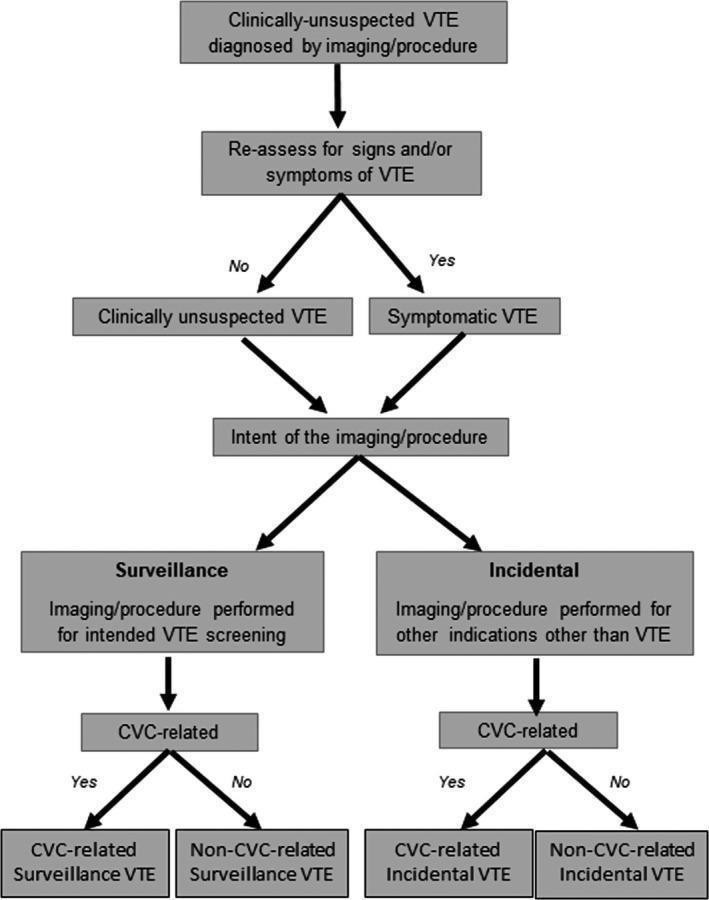 Clinically-unsuspected VTE
diagnosed by imaging/procedure
Re-assess for signs and/or
symptoms of VTE
No
Yes
Clinically unsuspected VTE
Symptomatic VTE
Intent of the imaging/procedure
Surveillance
Imaging/procedure performed
for intended VTE screening
Incidental
Imaging/procedure performed for
other indications other than VTE
CVC-related
CVC-related
Yes
No
Yes
No
CVC-related
Surveillance VTE
Non-CVC-related
Surveillance VTE
CVC-related
Incidental VTE
Non-CVC-related
Incidental VTE